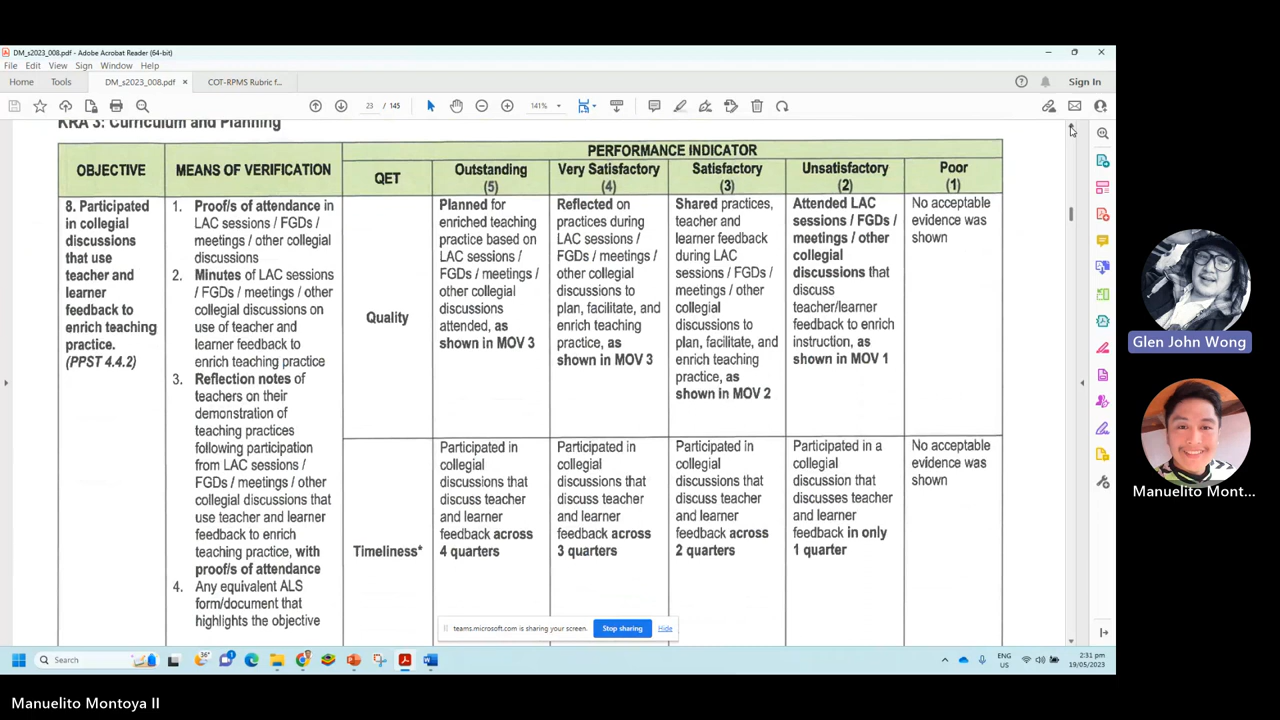 DM_s2023_008.pdf - Adobe Acrobat Reader (64-bit)
File Edit View Sign Window Help
Home Tools DM_s2023_008.pdf × COT-RPMS Rubric f... Sign In
23 / 145 141%
KRA 3: Curriculum and Planning
OBJECTIVE
MEANS OF VERIFICATION
QET
PERFORMANCE INDICATOR
Outstanding
(5)
Very Satisfactory
(4)
Satisfactory
(3)
Unsatisfactory
(2)
Poor
(1)
8. Participated
in collegial
discussions
that use
teacher and
learner
feedback to
enrich teaching
practice.
(PPST 4.4.2)
1. Proof/s of attendance in
LAC sessions / FGDs /
meetings / other collegial
discussions
2. Minutes of LAC sessions
/ FGDs / meetings / other
collegial discussions on
use of teacher and
learner feedback to
enrich teaching practice
3. Reflection notes of
teachers on their
demonstration of
teaching practices
following participation
from LAC sessions /
FGDs / meetings / other
collegial discussions that
use teacher and learner
feedback to enrich
teaching practice, with
proof/s of attendance
4. Any equivalent ALS
form/document that
highlights the objective
Quality
Planned for
enriched teaching
practice based on
LAC sessions /
FGDs / meetings /
other collegial
discussions
attended, as
shown in MOV 3
Reflected on
practices during
LAC sessions /
FGDs / meetings /
other collegial
discussions to
plan, facilitate, and
enrich teaching
practice, as
shown in MOV 3
Shared practices,
teacher and
learner feedback
during LAC
sessions / FGDs /
meetings / other
collegial
discussions to
plan, facilitate, and
enrich teaching
practice, as
shown in MOV 2
Attended LAC
sessions / FGDs /
meetings / other
collegial
discussions that
discuss
teacher/learner
feedback to enrich
instruction, as
shown in MOV 1
No acceptable
evidence was
shown
Timeliness*
Participated in
collegial
discussions that
discuss teacher
and learner
feedback across
4 quarters
Participated in
collegial
discussions that
discuss teacher
and learner
feedback across
3 quarters
Participated in
collegial
discussions that
discuss teacher
and learner
feedback across
2 quarters
Participated in a
collegial
discussion that
discusses teacher
and learner
feedback in only
1 quarter
No acceptable
evidence was
shown
teams.microsoft.com is sharing your screen. Stop sharing Hide
Glen John Wong
Manuelito Mont...
Search
36°
ENG
US
2:31 pm
19/05/2023
Manuelito Montoya II